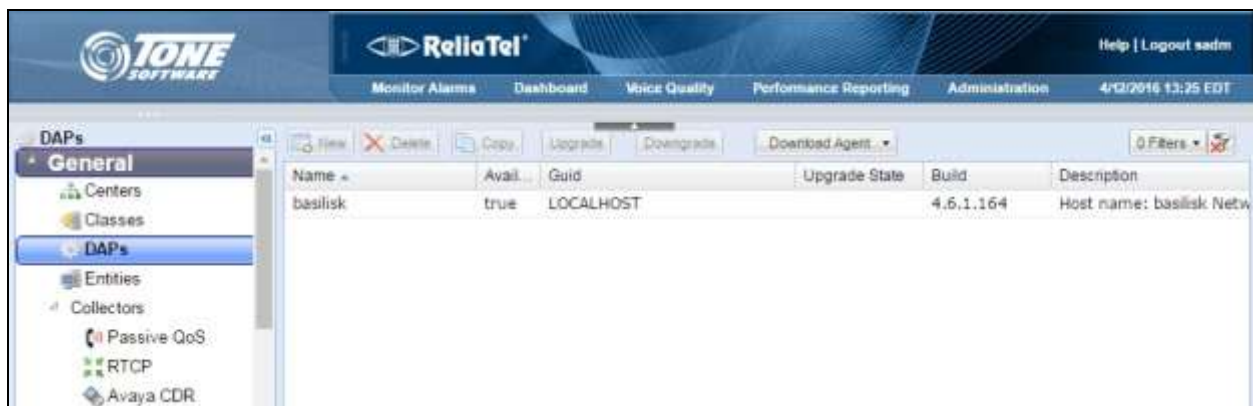 TONE
SOFTWARE
ReliaTel
Help | Logout sadm
Monitor Alarms Dashboard Voice Quality Performance Reporting Administration 4/12/2016 13:25 EDT
DAPs
New Delete Copy Upgrade Downgrade Download Agent 0 Filters
General
Name Avail... Guid Upgrade State Build Description
basilisk true LOCALHOST 4.6.1.164 Host name: basilisk Netw
Centers
Classes
DAPs
Entities
Collectors
Passive QoS
RTCP
Avaya CDR